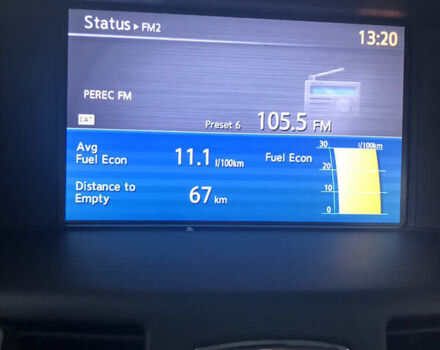 Status ▸ FM2
13:20
PEREC FM
CAT
Preset 6 105.5 FM
Avg
Fuel Econ 11.1 l/100km
Distance to
Empty 67 km
Fuel Econ
l/100km
30
20
10
0